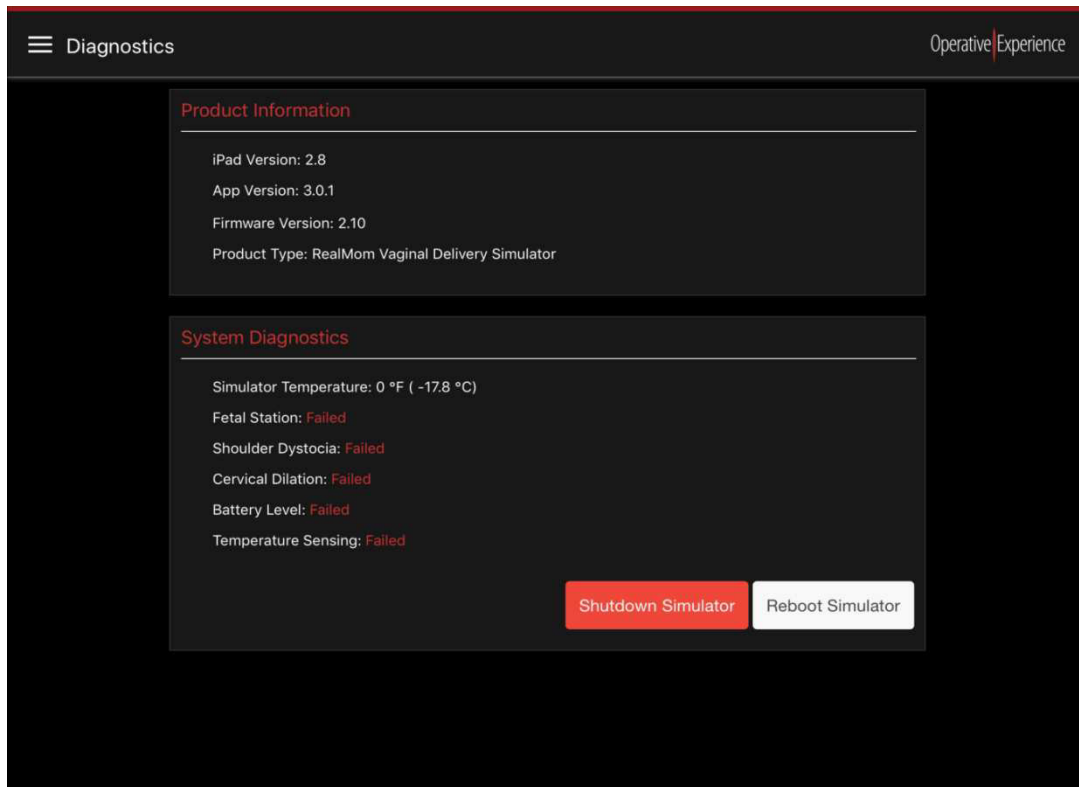 Diagnostics
Operative Experience
Product Information
iPad Version: 2.8
App Version: 3.0.1
Firmware Version: 2.10
Product Type: RealMom Vaginal Delivery Simulator
System Diagnostics
Simulator Temperature: 0 °F ( -17.8 °C)
Fetal Station: Failed
Shoulder Dystocia: Failed
Cervical Dilation: Failed
Battery Level: Failed
Temperature Sensing: Failed
Shutdown Simulator
Reboot Simulator